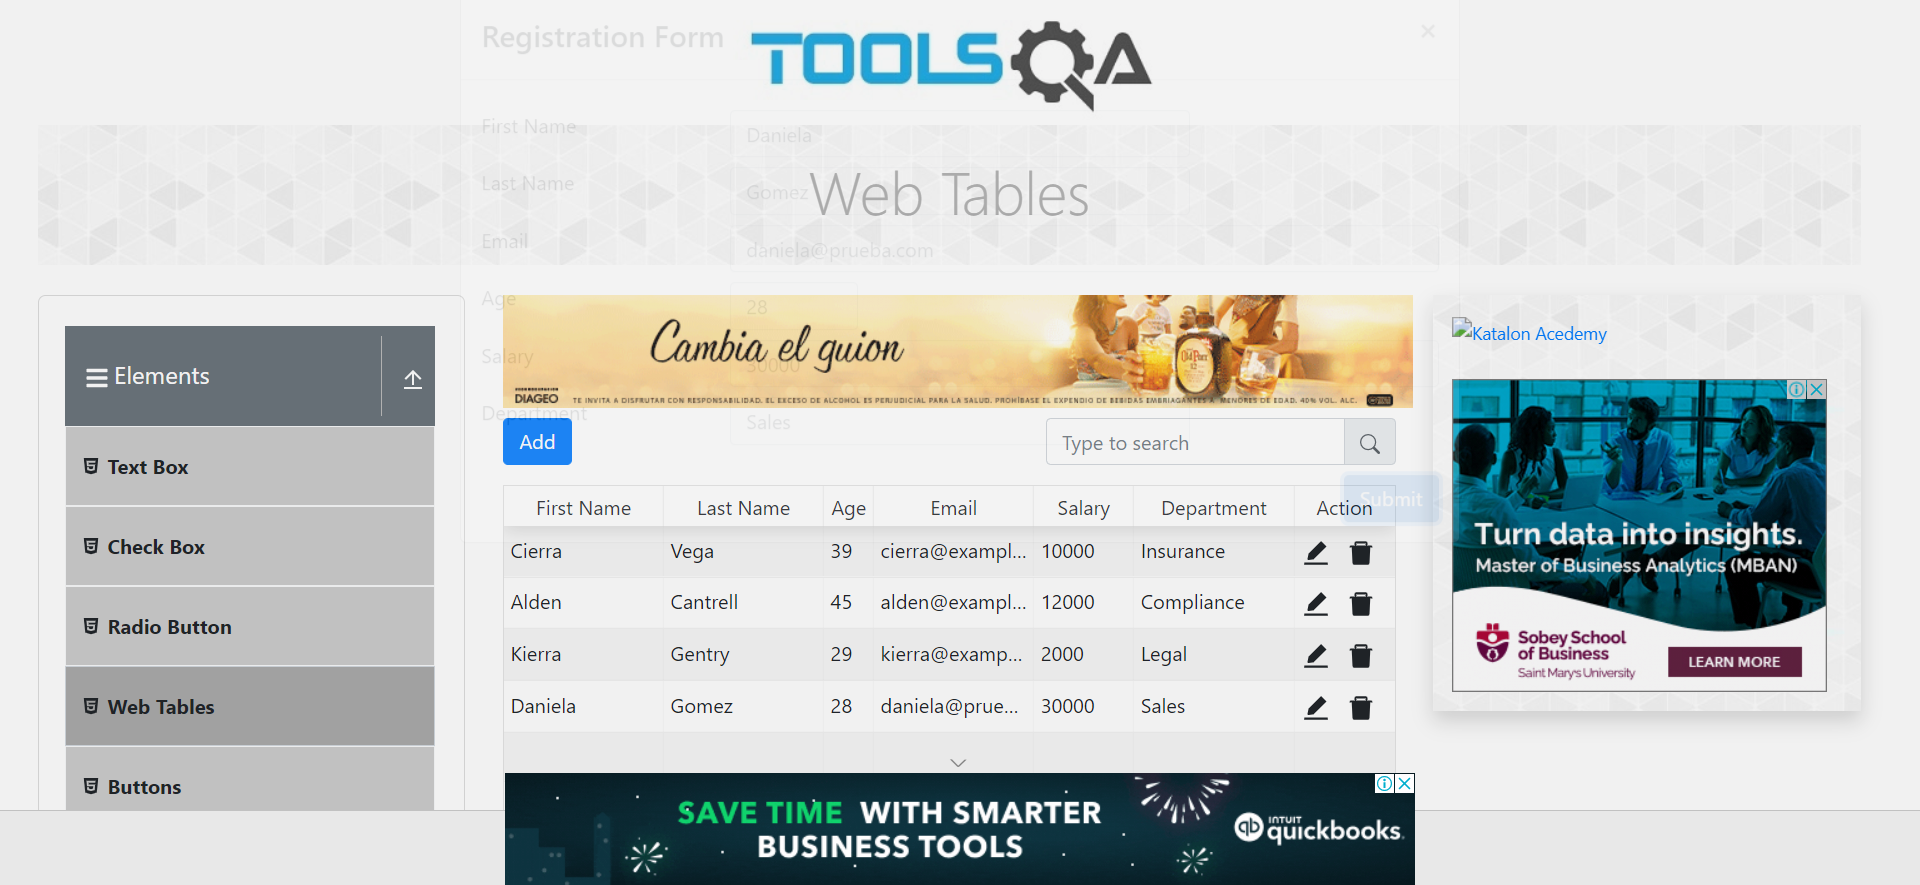 Registration Form
×
TOOLSQA
First Name
Daniela
Last Name
Gomez
Web Tables
Email
daniela@prueba.com
Age
28
Salary
30000
Department
Sales
Submit
Elements
Text Box
Check Box
Radio Button
Web Tables
Buttons
Cambia el guion
Old Parr
DIAGEO
TE INVITA A DISFRUTAR CON RESPONSABILIDAD. EL EXCESO DE ALCOHOL ES PERJUDICIAL PARA LA SALUD. PROHÍBASE EL EXPENDIO DE BEBIDAS EMBRIAGANTES A MENORES DE EDAD. 40% VOL. ALC.
Add
Type to search
First Name Last Name Age Email Salary Department Action
Cierra Vega 39 cierra@exampl... 10000 Insurance
Alden Cantrell 45 alden@exampl... 12000 Compliance
Kierra Gentry 29 kierra@examp... 2000 Legal
Daniela Gomez 28 daniela@prue... 30000 Sales
SAVE TIME WITH SMARTER
BUSINESS TOOLS
qb INTUIT
quickbooks.
Katalon Acedemy
Turn data into insights.
Master of Business Analytics (MBAN)
Sobey School
of Business
Saint Mary's University
LEARN MORE